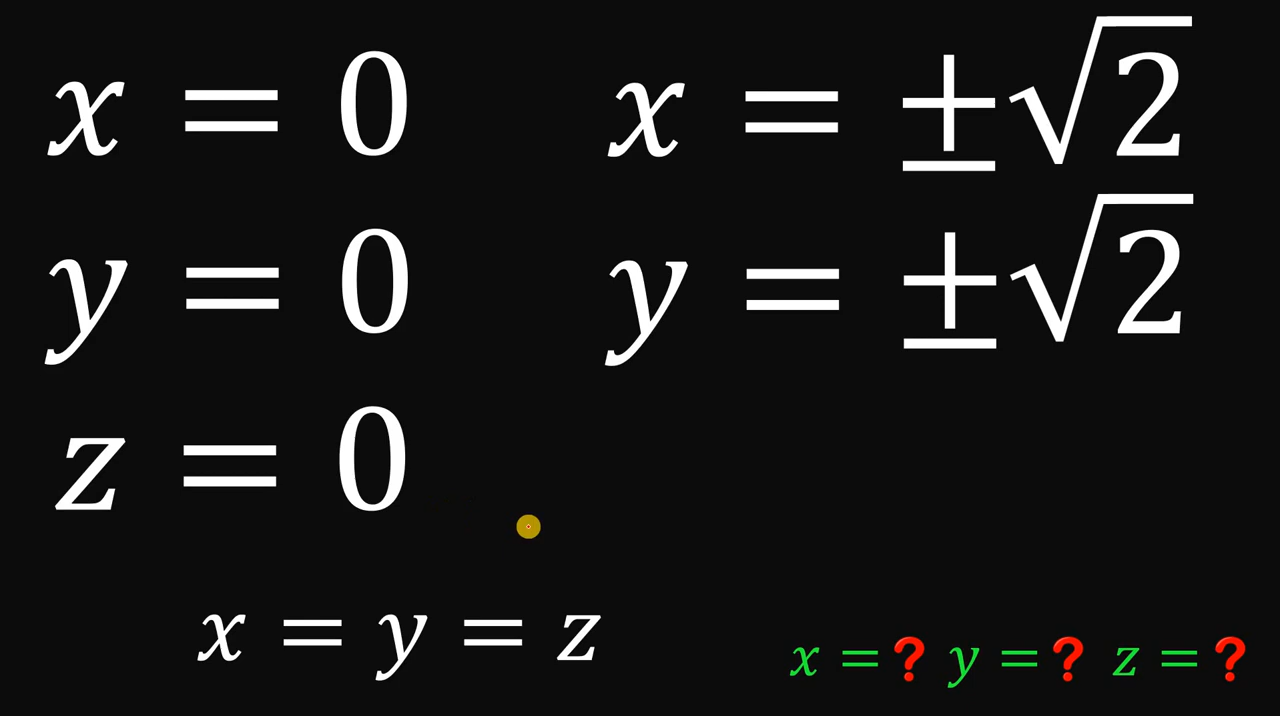 x = 0
y = 0
z = 0
x = ±√2
y = ±√2
x = y = z
x = ❓ y = ❓ z = ❓